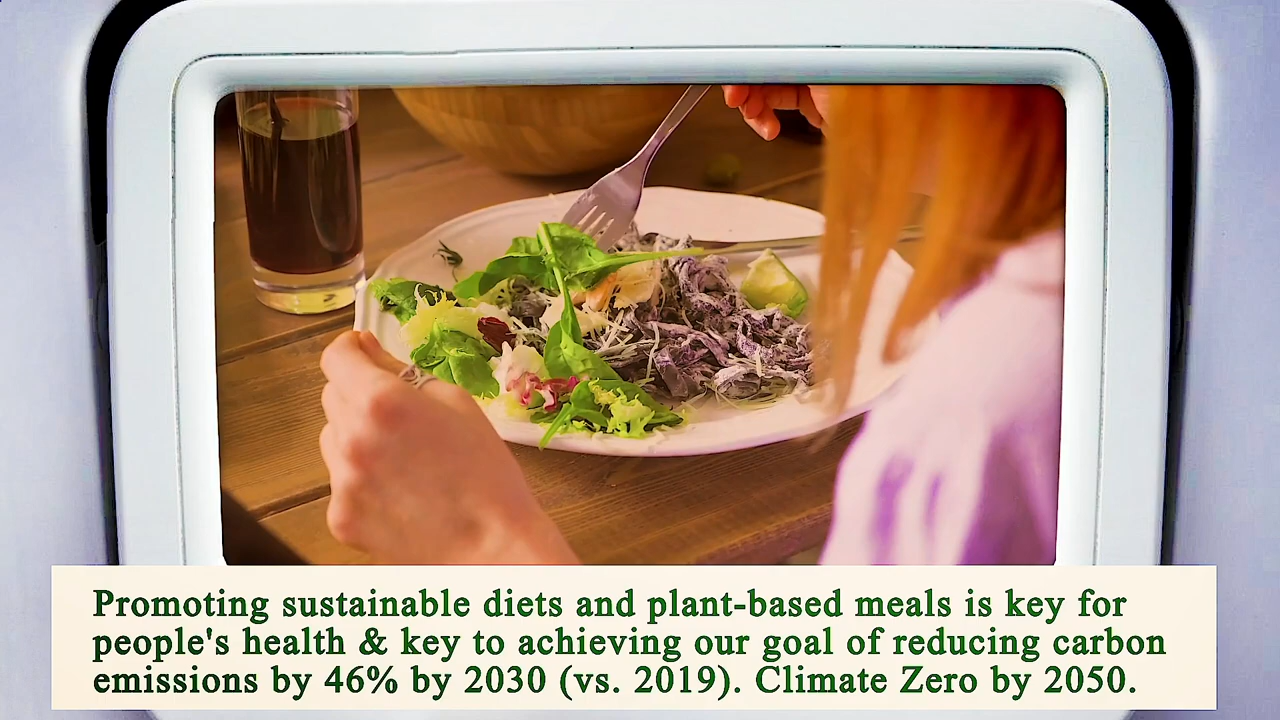 Promoting sustainable diets and plant-based meals is key for
people's health & key to achieving our goal of reducing carbon
emissions by 46% by 2030 (vs. 2019). Climate Zero by 2050.